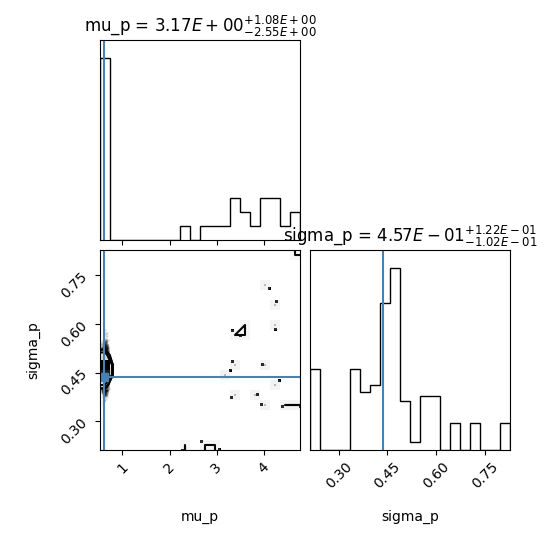 mu_p = 3.17E+00+1.08E+00
−2.55E+00
sigma_p = 4.57E−01+1.22E−01
−1.02E−01
0.75
0.60
0.45
0.30
sigma_p
1 2 3 4
0.30 0.45 0.60 0.75
mu_p
sigma_p